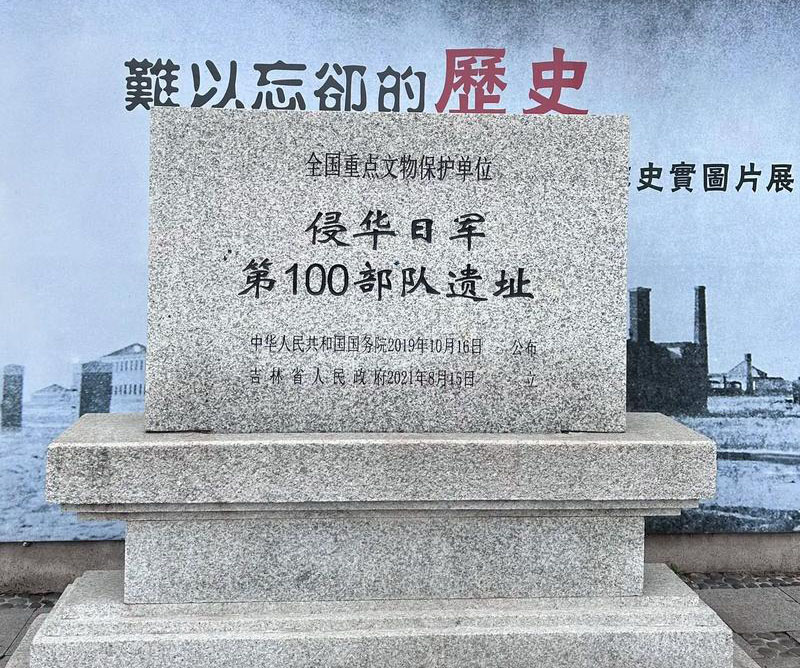 難以忘卻的歷史
史實圖片展
全国重点文物保护单位
侵华日军
第100部队遗址
中华人民共和国国务院2019年10月16日 公布
吉林省人民政府2021年8月15日 立